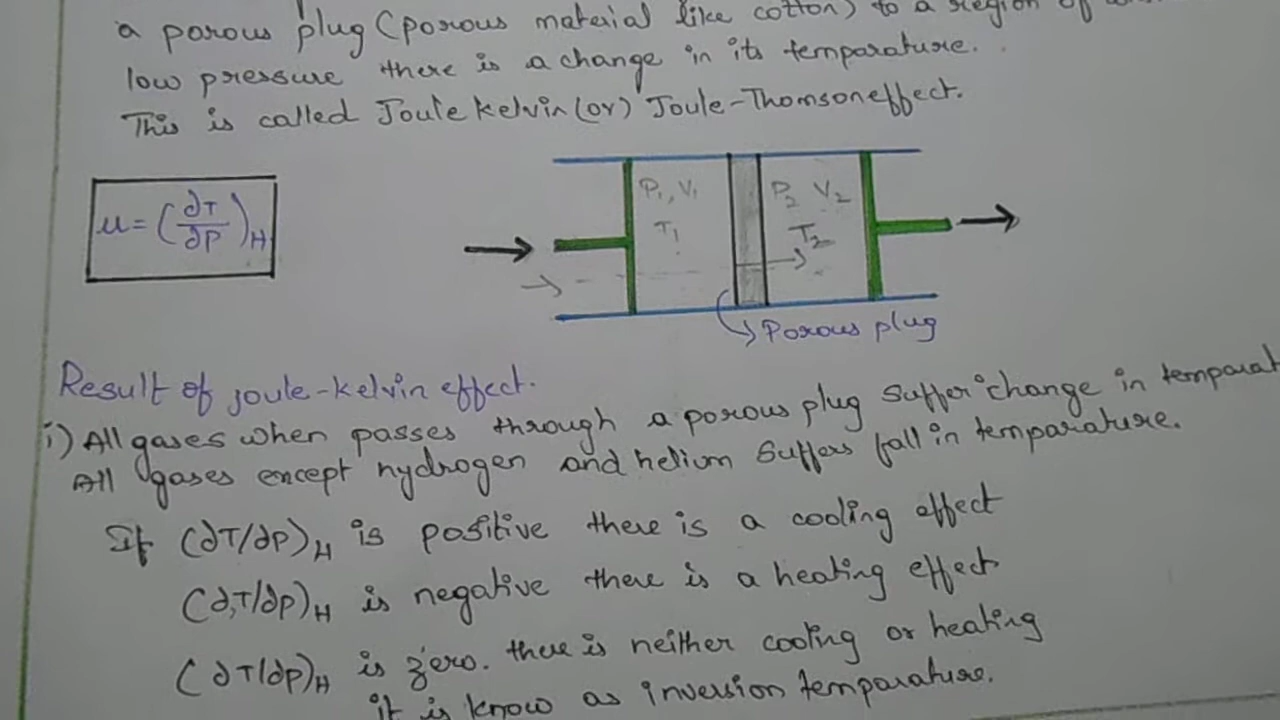 a porous plug (porous material like cotton) to a region of
low pressure there is a change in its temparature.
This is called Joule kelvin (or) Joule-Thomson effect.
μ = (∂T/∂P)H
P1, V1
T1
P2 V2
T2
Porous plug
Result of joule-kelvin effect.
i) All gases when passes through a porous plug suffer change in temparat
All gases except hydrogen and helium suffers fall in temparature.
If (∂T/∂P)H is positive there is a cooling effect
(∂T/∂P)H is negative there is a heating effect
(∂T/∂P)H is zero. there is neither cooling or heating
it is know as inversion temparature.